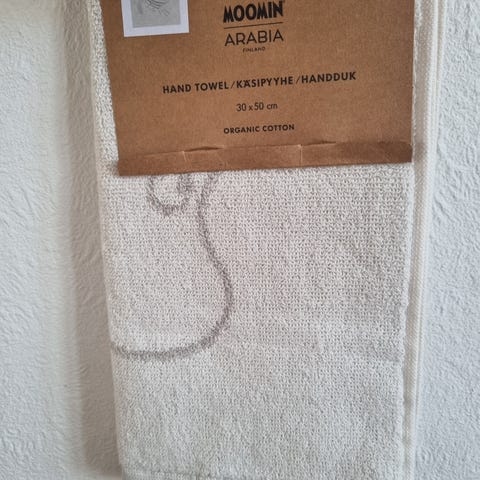 MOOMIN
ARABIA
FINLAND
HAND TOWEL/KÄSIPYYHE/HANDDUK
30 x 50 cm
ORGANIC COTTON